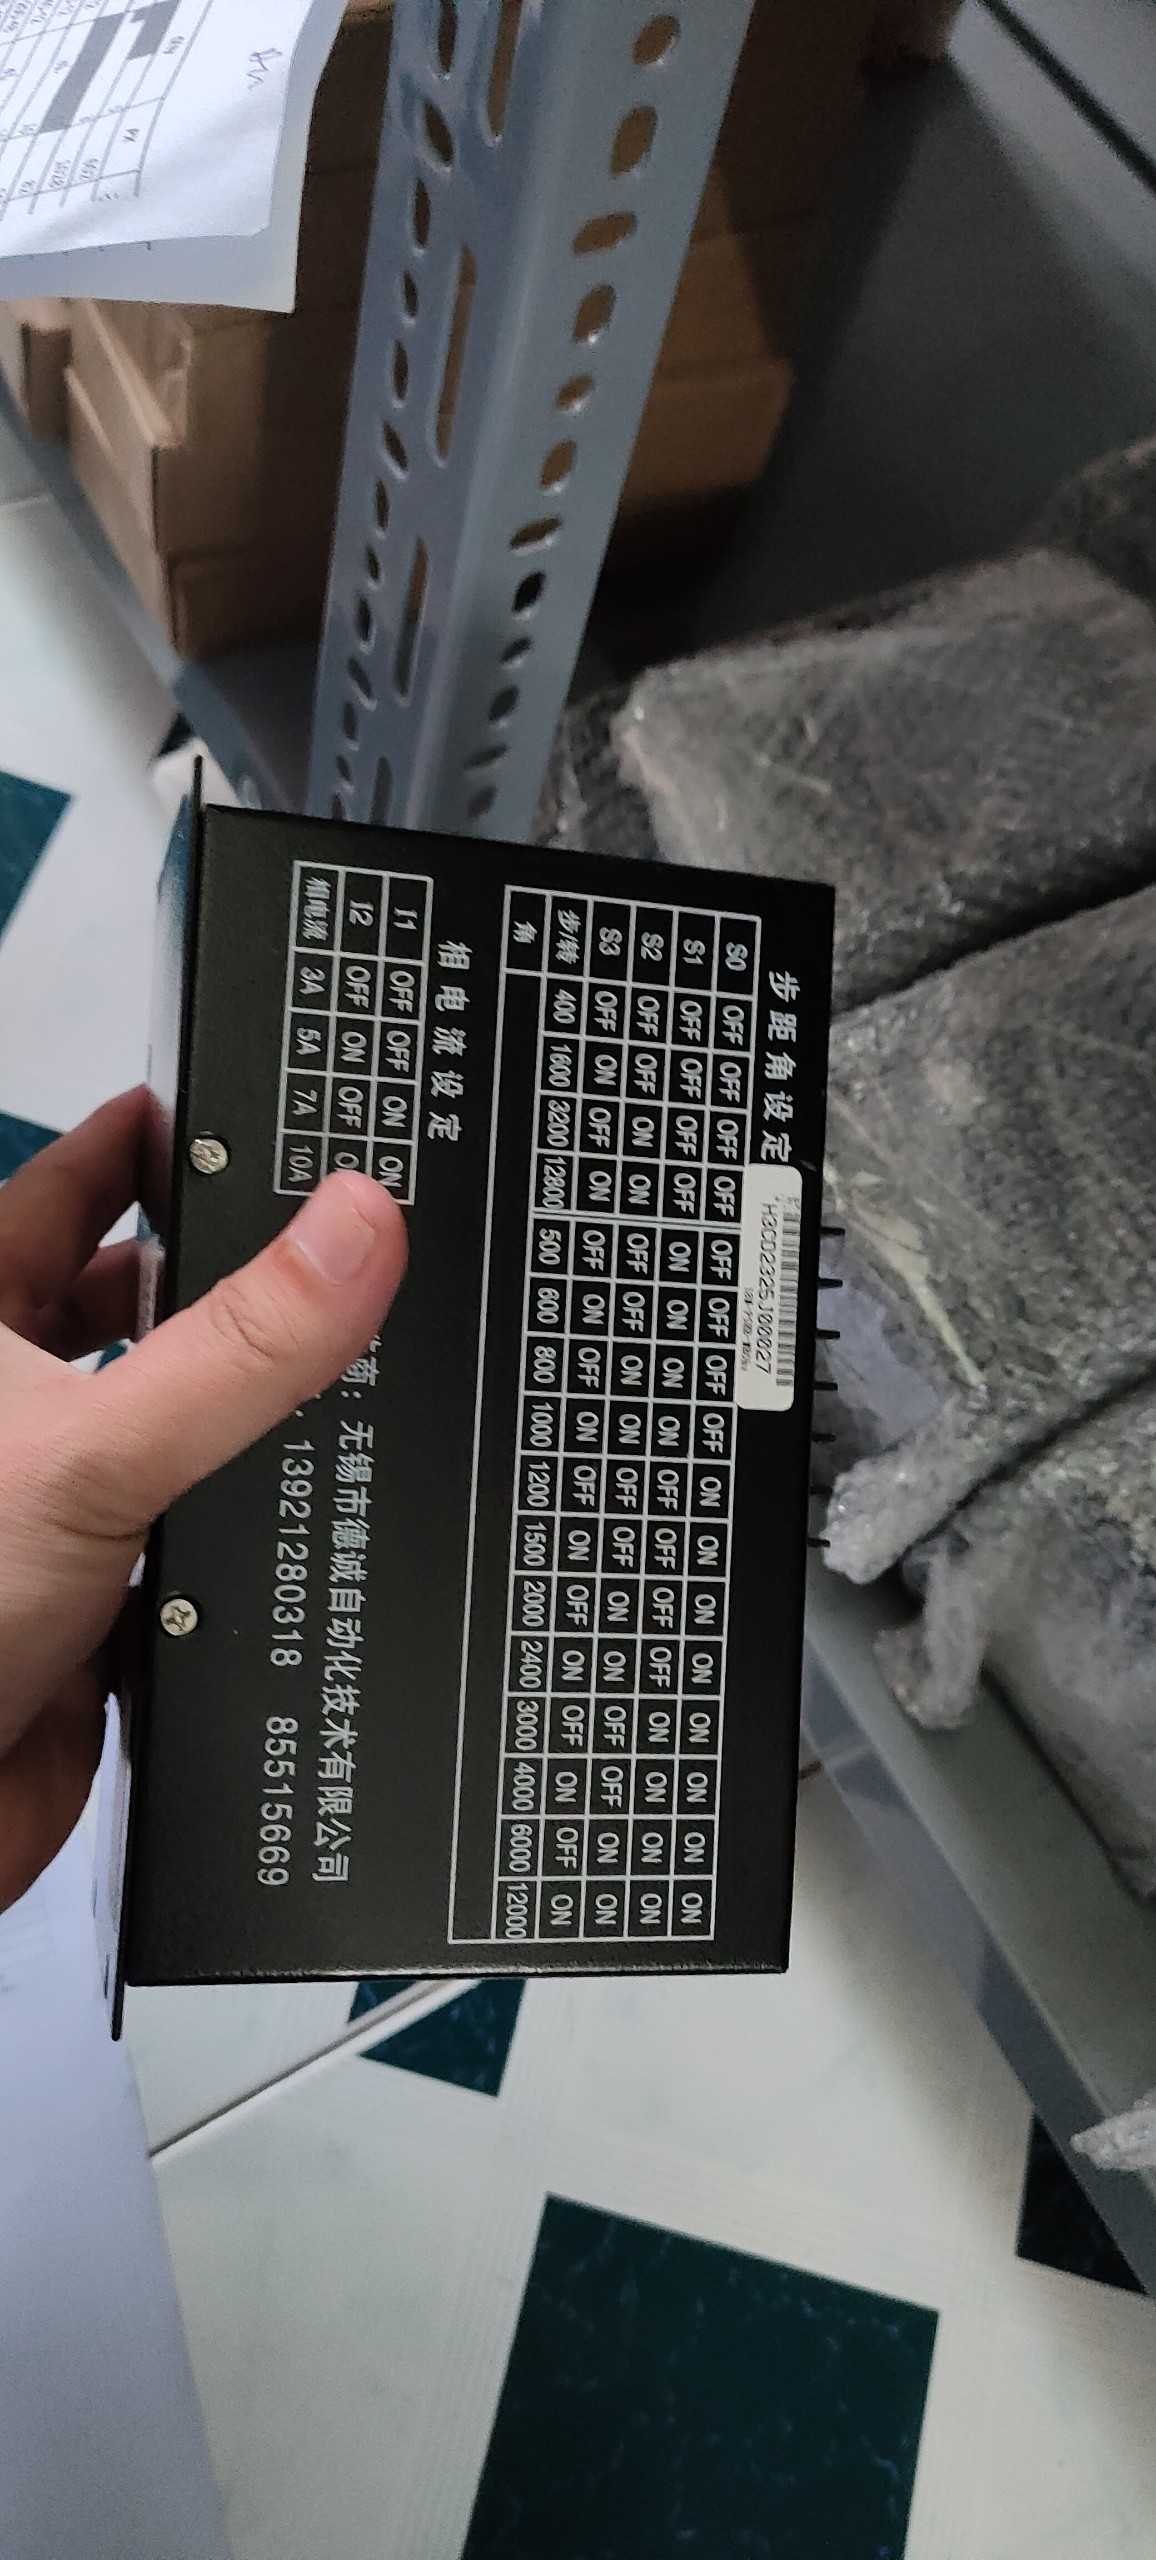 步距角设定
H3CD2325J00027
S0 OFF OFF OFF OFF OFF OFF OFF OFF ON ON ON ON ON ON ON ON
S1 OFF OFF OFF OFF ON ON ON ON OFF OFF OFF OFF ON ON ON ON
S2 OFF OFF ON ON OFF OFF ON ON OFF OFF ON ON OFF OFF ON ON
S3 OFF ON OFF ON OFF ON OFF ON OFF ON OFF ON OFF ON OFF ON
步/转 400 1600 3200 12800 500 600 800 1000 1200 1500 2000 2400 3000 4000 6000 12000
角
相电流设定
I1 OFF OFF ON ON
I2 OFF ON OFF
相电流 3A 5A 7A 10A
商: 无锡市德诚自动化技术有限公司
13921280318 85515669